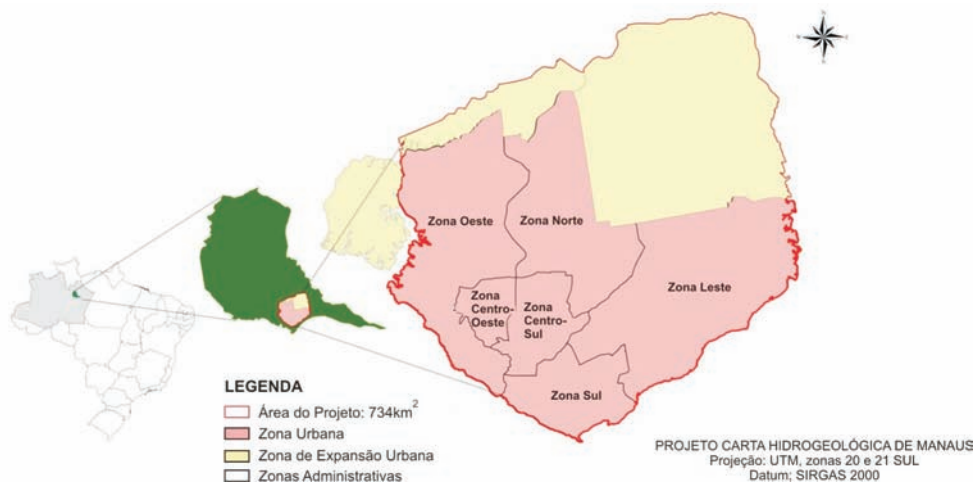 Zona Oeste
Zona Norte
Zona Leste
Zona
Centro-
Oeste
Zona
Centro-
Sul
Zona Sul
LEGENDA
Área do Projeto: 734km2
Zona Urbana
Zona de Expansão Urbana
Zonas Administrativas
PROJETO CARTA HIDROGEOLÓGICA DE MANAUS
Projeção: UTM, zonas 20 e 21 SUL
Datum; SIRGAS 2000